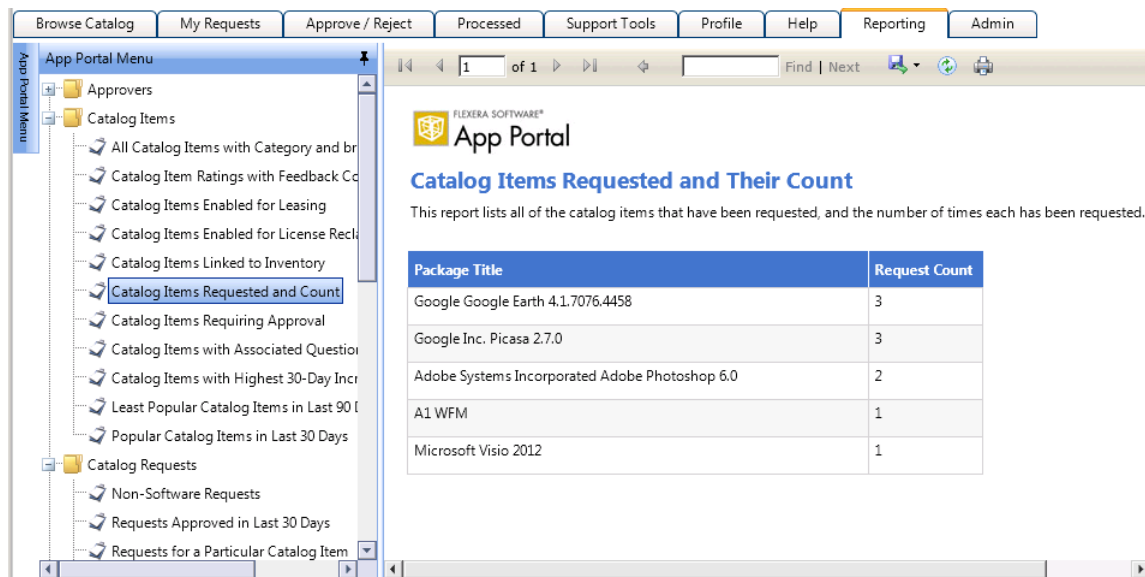 Browse Catalog My Requests Approve / Reject Processed Support Tools Profile Help Reporting Admin
App Portal Menu
App Portal Menu
Approvers
Catalog Items
All Catalog Items with Category and br
Catalog Item Ratings with Feedback Co
Catalog Items Enabled for Leasing
Catalog Items Enabled for License Recla
Catalog Items Linked to Inventory
Catalog Items Requested and Count
Catalog Items Requiring Approval
Catalog Items with Associated Question
Catalog Items with Highest 30-Day Incr
Least Popular Catalog Items in Last 90 D
Popular Catalog Items in Last 30 Days
Catalog Requests
Non-Software Requests
Requests Approved in Last 30 Days
Requests for a Particular Catalog Item
1 of 1 Find | Next
FLEXERA SOFTWARE®
App Portal
Catalog Items Requested and Their Count
This report lists all of the catalog items that have been requested, and the number of times each has been requested.
Package Title Request Count
Google Google Earth 4.1.7076.4458 3
Google Inc. Picasa 2.7.0 3
Adobe Systems Incorporated Adobe Photoshop 6.0 2
A1 WFM 1
Microsoft Visio 2012 1